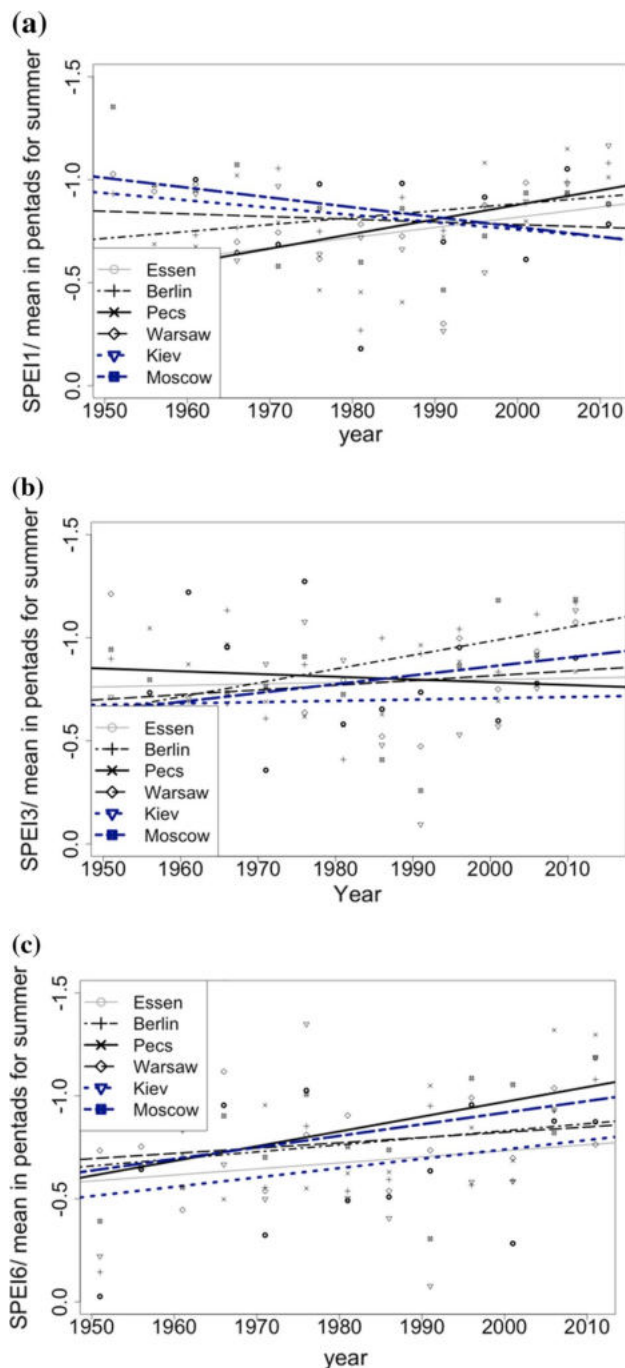 (a)
SPEI1/ mean in pentads for summer
-1.5
-1.0
-0.5
0.0
Essen
Berlin
Pecs
Warsaw
Kiev
Moscow
1950 1960 1970 1980 1990 2000 2010
year
(b)
SPEI3/ mean in pentads for summer
-1.5
-1.0
-0.5
0.0
Essen
Berlin
Pecs
Warsaw
Kiev
Moscow
1950 1960 1970 1980 1990 2000 2010
Year
(c)
SPEI6/ mean in pentads for summer
-1.5
-1.0
-0.5
0.0
Essen
Berlin
Pecs
Warsaw
Kiev
Moscow
1950 1960 1970 1980 1990 2000 2010
year